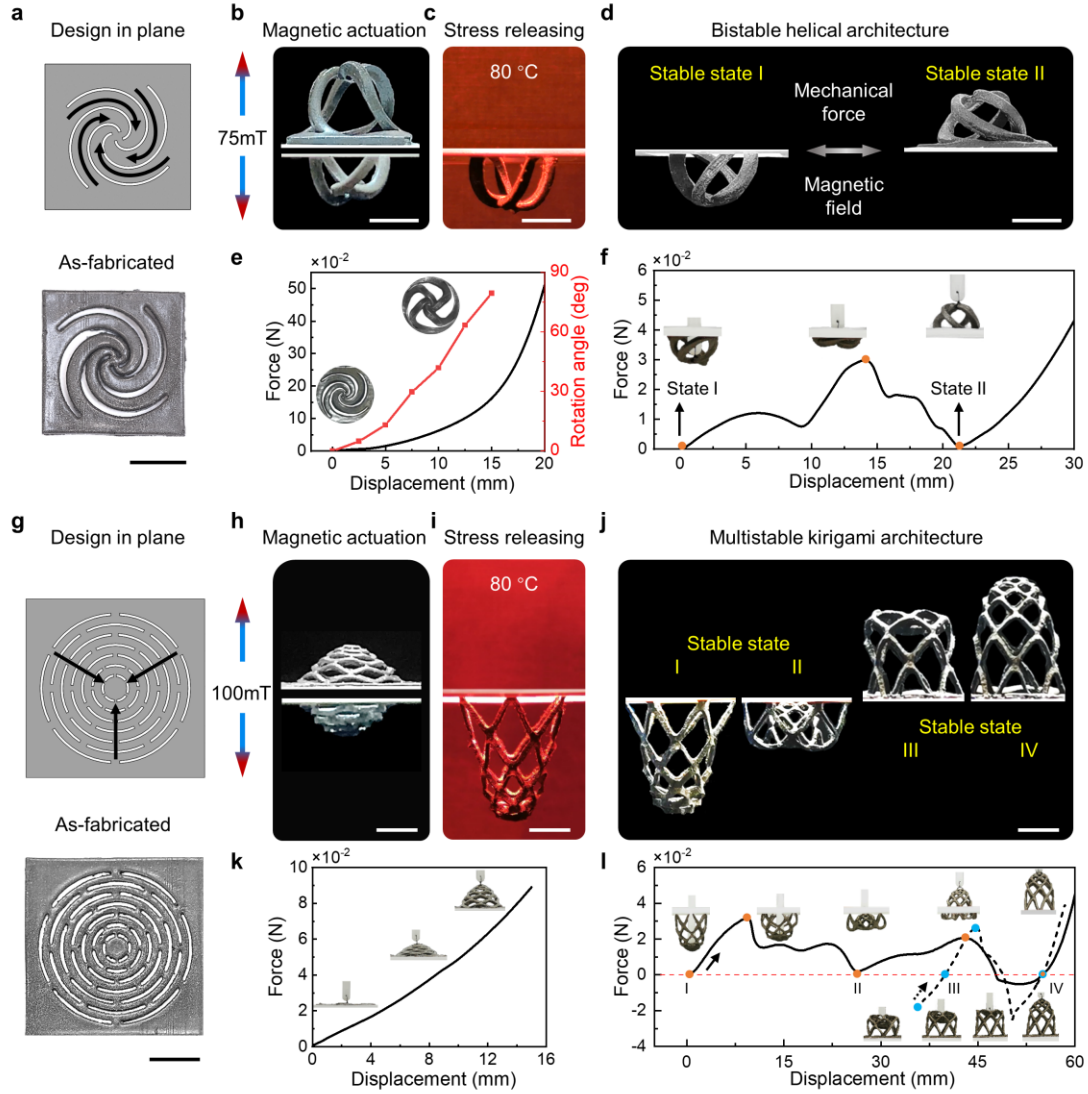 a
Design in plane
As-fabricated
b
Magnetic actuation
75mT
c
Stress releasing
80 °C
d
Bistable helical architecture
Stable state I
Mechanical
force
Magnetic
field
Stable state II
e
×10⁻²
50
40
30
20
10
0
Force (N)
90
60
30
0
Rotation angle (deg)
0 5 10 15 20
Displacement (mm)
f
×10⁻²
6
4
2
0
Force (N)
State I
State II
0 5 10 15 20 25 30
Displacement (mm)
g
Design in plane
As-fabricated
h
Magnetic actuation
100mT
i
Stress releasing
80 °C
j
Multistable kirigami architecture
Stable state
I II
Stable state
III IV
k
×10⁻²
10
8
6
4
2
0
Force (N)
0 4 8 12 16
Displacement (mm)
l
×10⁻²
6
4
2
0
-2
-4
Force (N)
I II III IV
0 15 30 45 60
Displacement (mm)